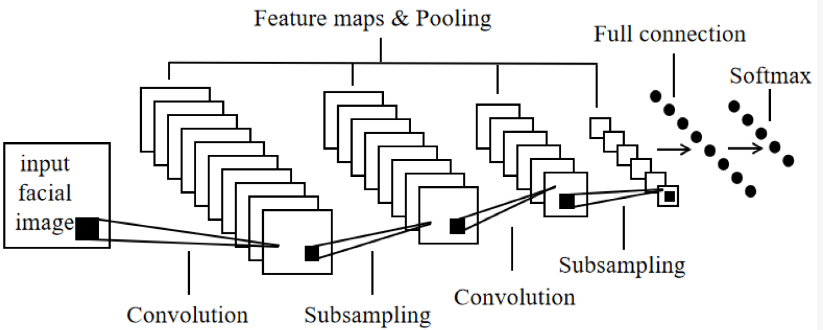 Feature maps & Pooling
Full connection
Softmax
input
facial
image
Subsampling
Convolution
Convolution
Subsampling